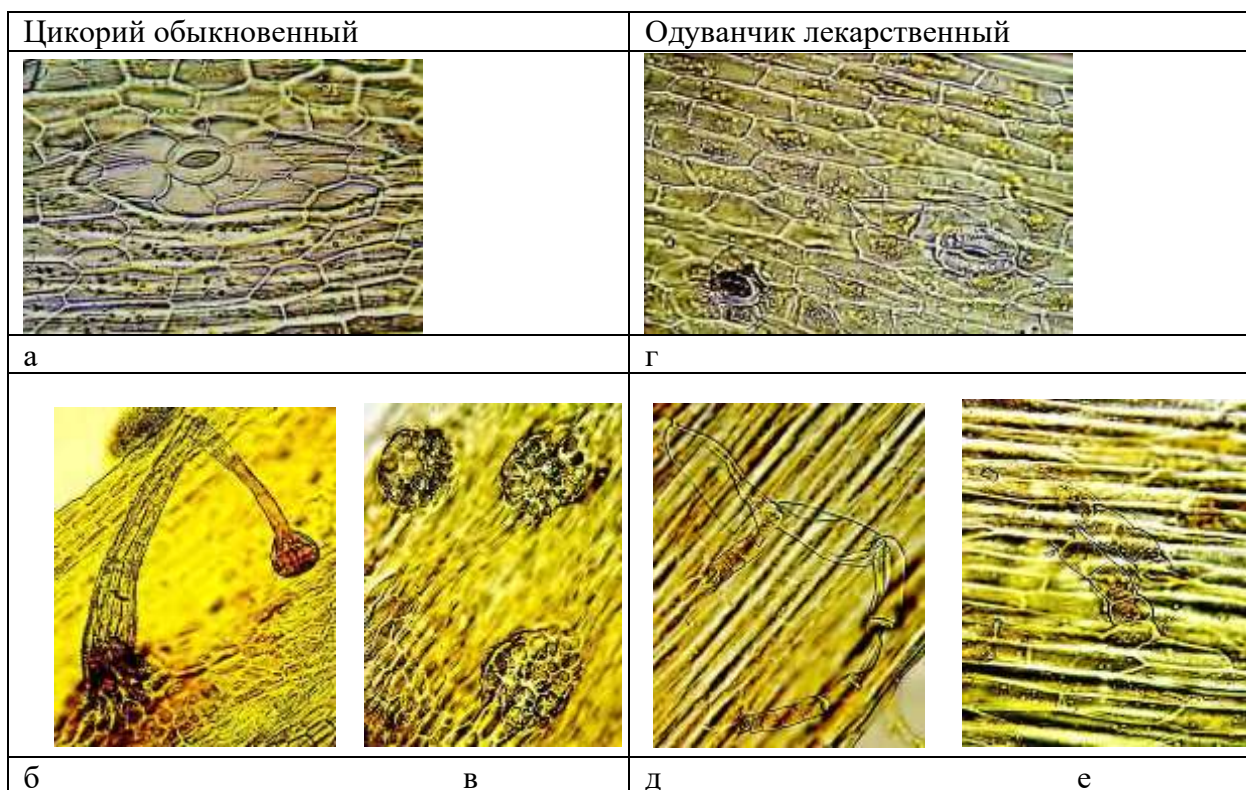 Цикорий обыкновенный
Одуванчик лекарственный
а
г
б
в
д
е